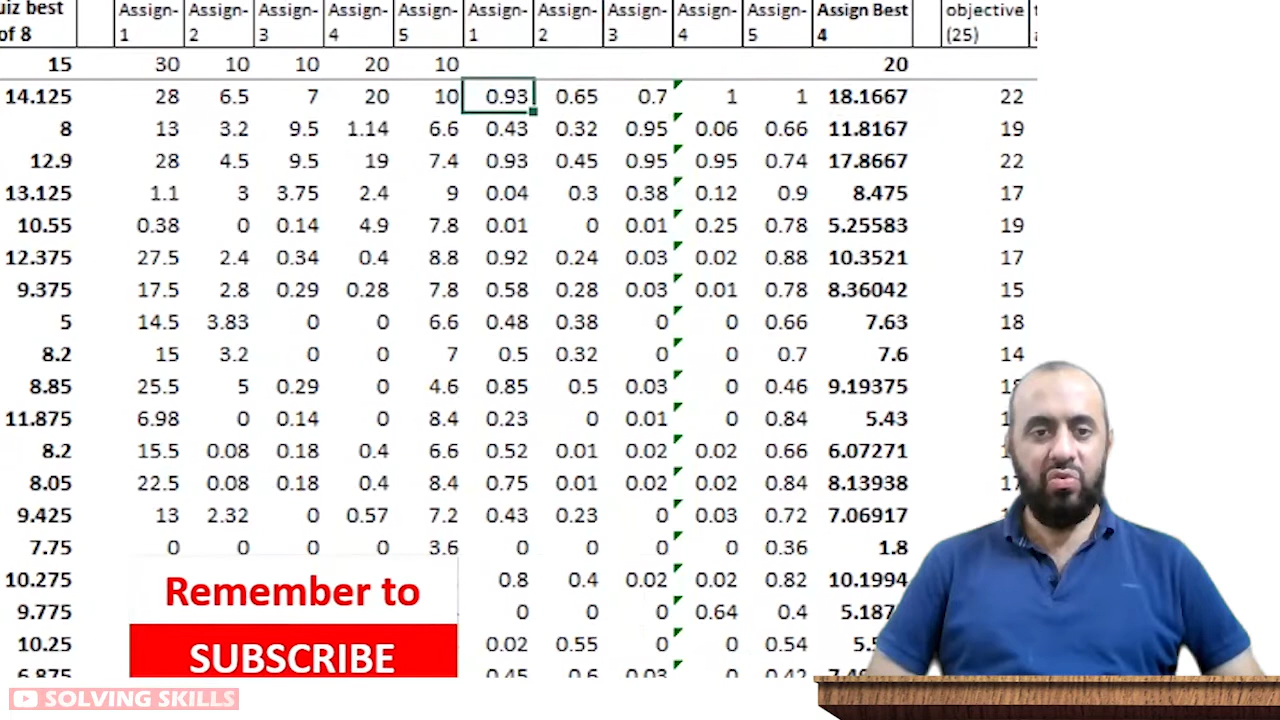 uiz best Assign- Assign- Assign- Assign- Assign- Assign- Assign- Assign- Assign- Assign- Assign Best objective
of 8 1 2 3 4 5 1 2 3 4 5 4 (25)
15 30 10 10 20 10 20
14.125 28 6.5 7 20 10 0.93 0.65 0.7 1 1 18.1667 22
8 13 3.2 9.5 1.14 6.6 0.43 0.32 0.95 0.06 0.66 11.8167 19
12.9 28 4.5 9.5 19 7.4 0.93 0.45 0.95 0.95 0.74 17.8667 22
13.125 1.1 3 3.75 2.4 9 0.04 0.3 0.38 0.12 0.9 8.475 17
10.55 0.38 0 0.14 4.9 7.8 0.01 0 0.01 0.25 0.78 5.25583 19
12.375 27.5 2.4 0.34 0.4 8.8 0.92 0.24 0.03 0.02 0.88 10.3521 17
9.375 17.5 2.8 0.29 0.28 7.8 0.58 0.28 0.03 0.01 0.78 8.36042 15
5 14.5 3.83 0 0 6.6 0.48 0.38 0 0 0.66 7.63 18
8.2 15 3.2 0 0 7 0.5 0.32 0 0 0.7 7.6 14
8.85 25.5 5 0.29 0 4.6 0.85 0.5 0.03 0 0.46 9.19375
11.875 6.98 0 0.14 0 8.4 0.23 0 0.01 0 0.84 5.43
8.2 15.5 0.08 0.18 0.4 6.6 0.52 0.01 0.02 0.02 0.66 6.07271
8.05 22.5 0.08 0.18 0.4 8.4 0.75 0.01 0.02 0.02 0.84 8.13938 17
9.425 13 2.32 0 0.57 7.2 0.43 0.23 0 0.03 0.72 7.06917
7.75 0 0 0 0 3.6 0 0 0 0 0.36 1.8
10.275 0.8 0.4 0.02 0.02 0.82 10.1994
9.775 0 0 0 0.64 0.4
10.25 0.02 0.55 0 0 0.54
6.875 0.45 0.6 0.03 0 0.42
Remember to
SUBSCRIBE
SOLVING SKILLS